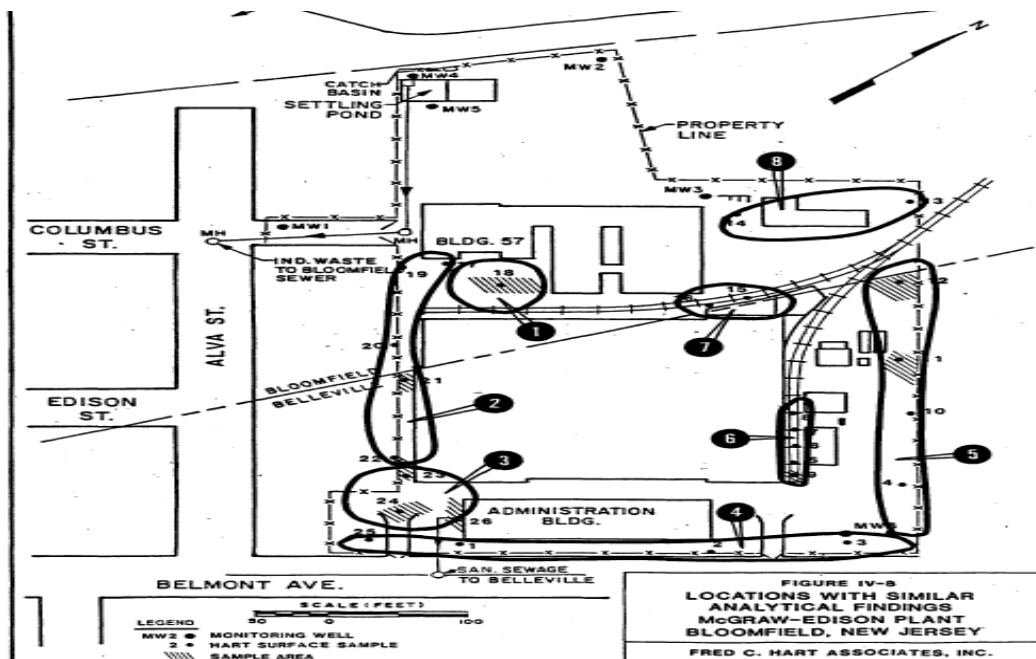 N
MW4
MW2
CATCH
BASIN
SETTLING
POND
MW5
PROPERTY
LINE
8
MW3
13
14
COLUMBUS
ST.
MW1
MH
MH
BLDG. 57
IND. WASTE
TO BLOOMFIELD
SEWER
19
18
15
12
1
7
ALVA ST.
20
BLOOMFIELD
BELLEVILLE
21
EDISON
ST.
2
10
6
5
22
23
3
9
4
24
ADMINISTRATION
BLDG.
26
4
25
1
2
3
SAN. SEWAGE
TO BELLEVILLE
BELMONT AVE.
SCALE (FEET)
50 0 100
LEGEND
MW2 MONITORING WELL
2 HART SURFACE SAMPLE
SAMPLE AREA
FIGURE IV-8
LOCATIONS WITH SIMILAR
ANALYTICAL FINDINGS
McGRAW-EDISON PLANT
BLOOMFIELD, NEW JERSEY
FRED C. HART ASSOCIATES, INC.